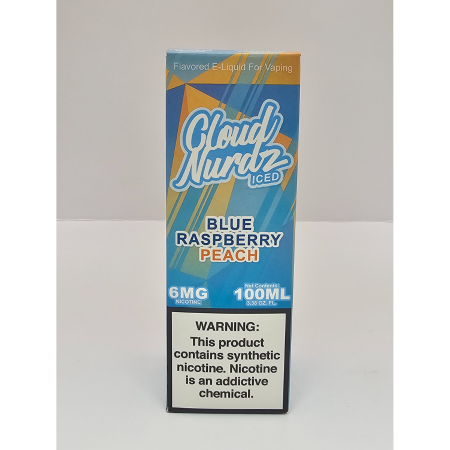 Flavored E-Liquid For Vaping
Cloud
Nurdz
ICED
BLUE
RASPBERRY
PEACH
6MG
NICOTINE
Net Contents:
100ML
3.38 OZ. FL.
WARNING:
This product
contains synthetic
nicotine. Nicotine
is an addictive
chemical.